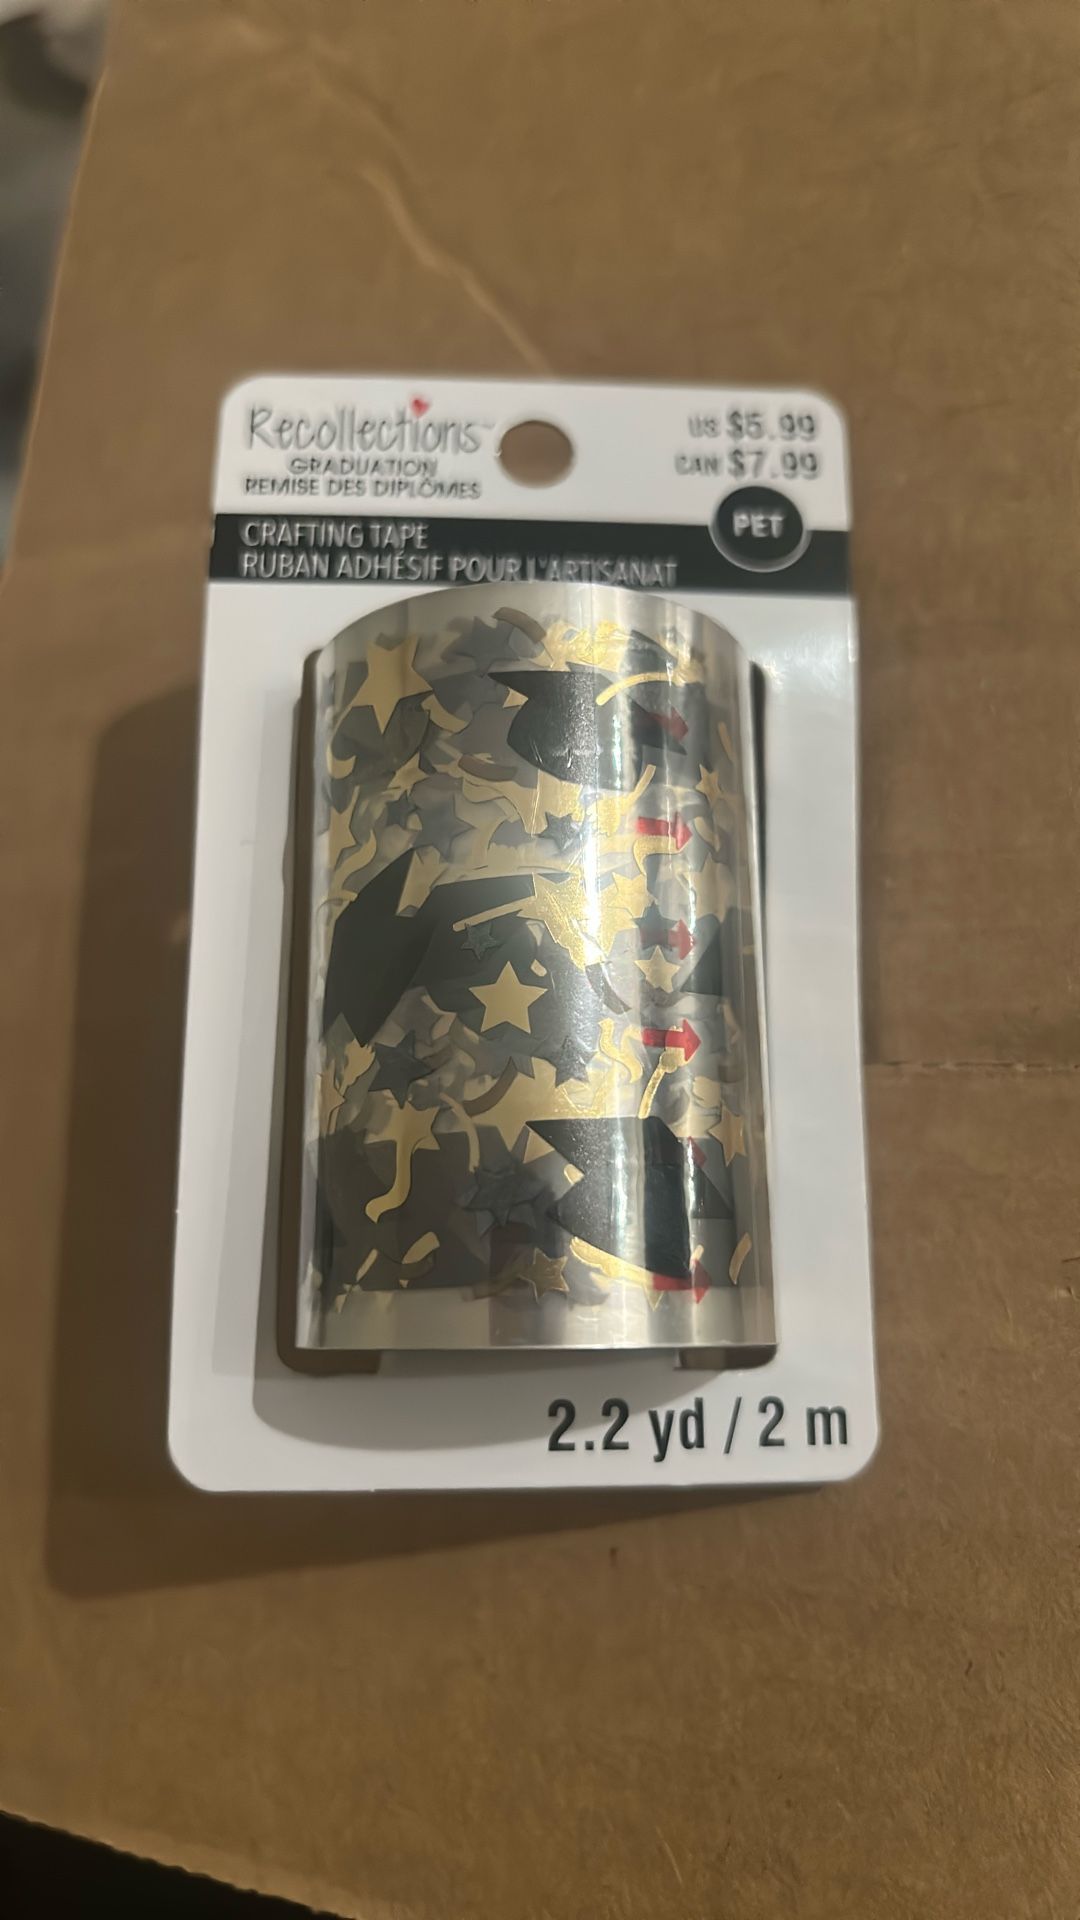 Recollections™
GRADUATION
REMISE DES DIPLÔMES
US $5.99
CAN $7.99
CRAFTING TAPE
RUBAN ADHÉSIF POUR L'ARTISANAT
PET
2.2 yd / 2 m